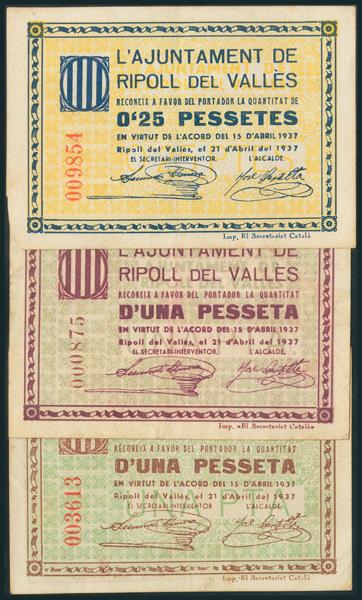 L'AJUNTAMENT DE
RIPOLL DEL VALLÈS
RECONEIX A FAVOR DEL PORTADOR LA QUANTITAT DE
0'25 PESSETES
EN VIRTUT DE L'ACORD DEL 15 D'ABRIL 1937
Ripoll del Vallés, el 21 d'Abril del 1937
EL SECRETARI-INTERVENTOR. L'ALCALDE.
009854
Imp. El Secretariat Català
L'AJUNTAMENT DE
RIPOLL DEL VALLÈS
RECONEIX A FAVOR DEL PORTADOR LA QUANTITAT
D'UNA PESSETA
EN VIRTUT DE L'ACORD DEL 15 D'ABRIL 1937
Ripoll del Vallés, el 21 d'Abril del 1937
EL SECRETARI-INTERVENTOR. L'ALCALDE.
000875
Imp. «El Secretariat Català»
RECONEIX A FAVOR DEL PORTADOR LA QUANTITAT
D'UNA PESSETA
EN VIRTUT DE L'ACORD DEL 15 D'ABRIL 1937
Ripoll del Vallés, el 21 d'Abril del 1937
EL SECRETARI-INTERVENTOR. L'ALCALDE.
003613
Imp. El Secretariat Català